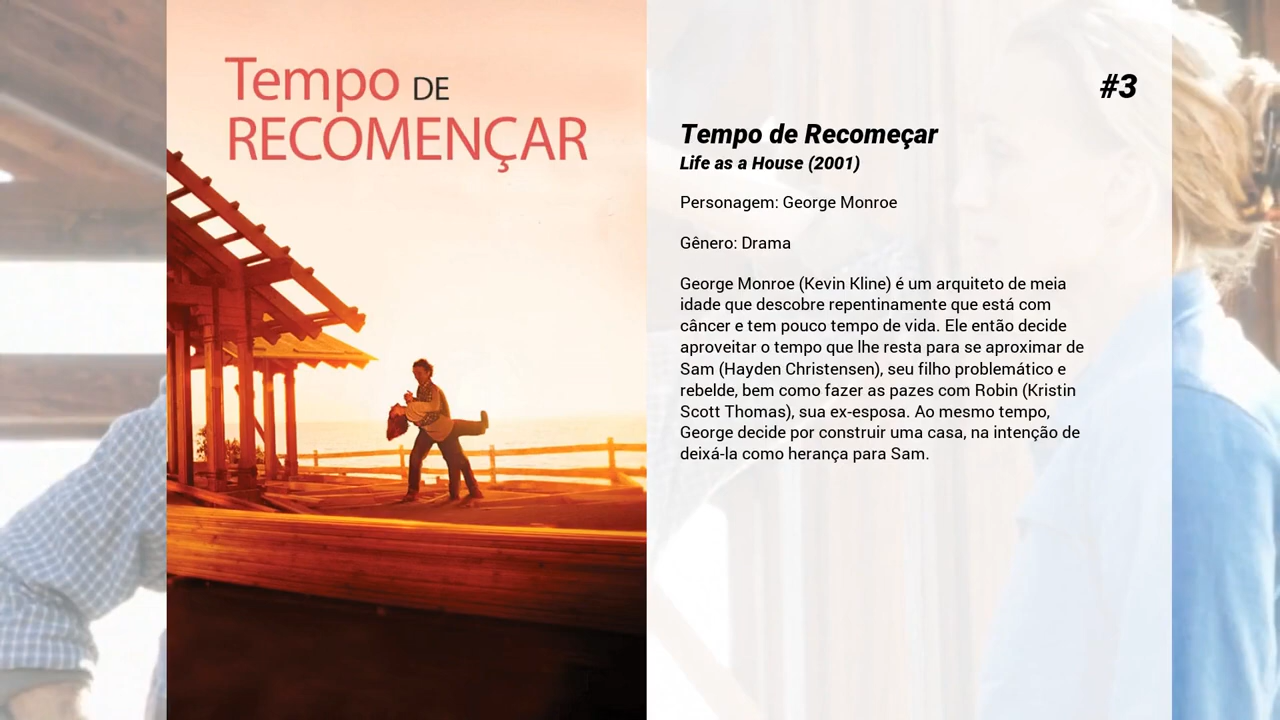 Tempo DE
RECOMENÇAR
#3
Tempo de Recomeçar
Life as a House (2001)
Personagem: George Monroe
Gênero: Drama
George Monroe (Kevin Kline) é um arquiteto de meia
idade que descobre repentinamente que está com
câncer e tem pouco tempo de vida. Ele então decide
aproveitar o tempo que lhe resta para se aproximar de
Sam (Hayden Christensen), seu filho problemático e
rebelde, bem como fazer as pazes com Robin (Kristin
Scott Thomas), sua ex-esposa. Ao mesmo tempo,
George decide por construir uma casa, na intenção de
deixá-la como herança para Sam.